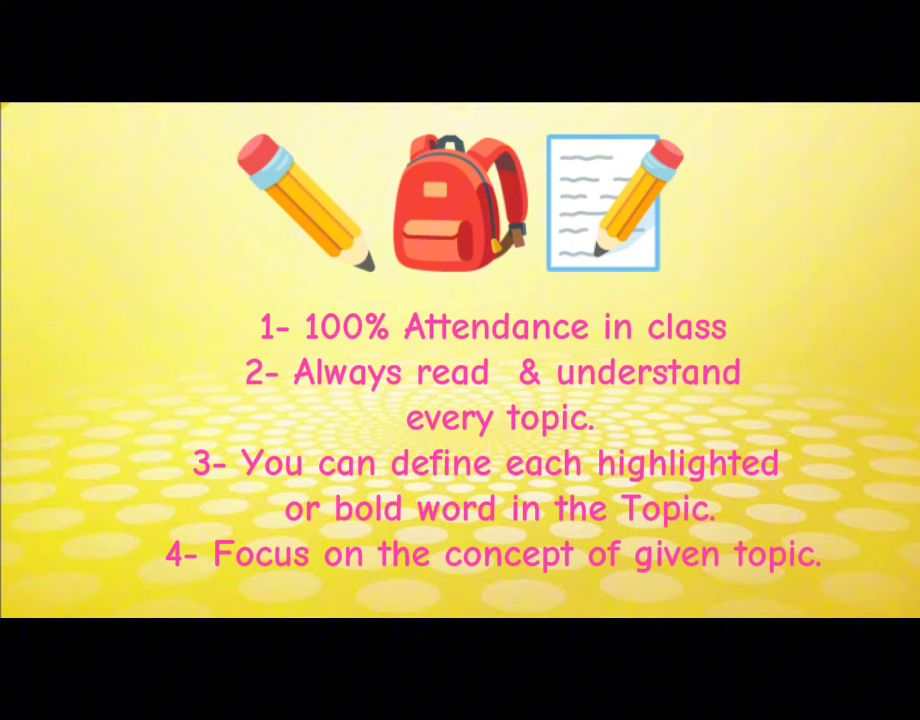 1- 100% Attendance in class
2- Always read & understand
every topic.
3- You can define each highlighted
or bold word in the Topic.
4- Focus on the concept of given topic.